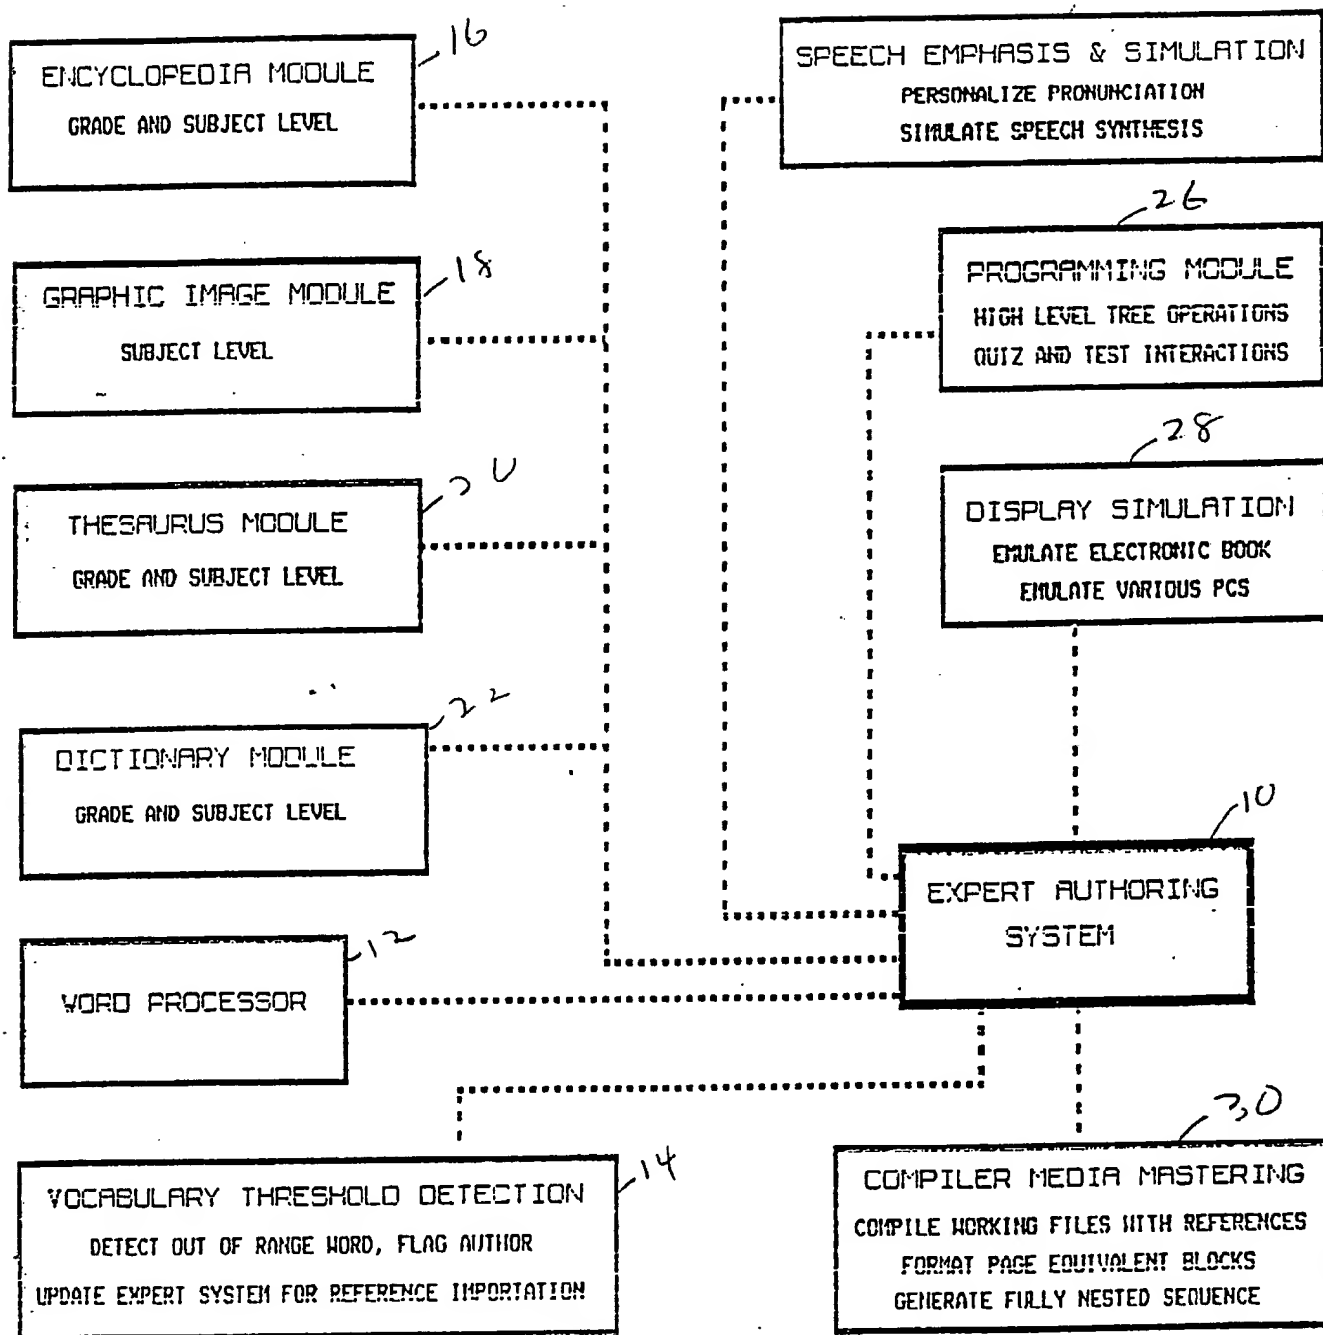 ENCYCLOPEDIA MODULE
GRADE AND SUBJECT LEVEL
16
GRAPHIC IMAGE MODULE
SUBJECT LEVEL
18
THESAURUS MODULE
GRADE AND SUBJECT LEVEL
20
DICTIONARY MODULE
GRADE AND SUBJECT LEVEL
22
WORD PROCESSOR
12
VOCABULARY THRESHOLD DETECTION
DETECT OUT OF RANGE WORD, FLAG AUTHOR
UPDATE EXPERT SYSTEM FOR REFERENCE IMPORTATION
14
SPEECH EMPHASIS & SIMULATION
PERSONALIZE PRONUNCIATION
SIMULATE SPEECH SYNTHESIS
26
PROGRAMMING MODULE
HIGH LEVEL TREE OPERATIONS
QUIZ AND TEST INTERACTIONS
28
DISPLAY SIMULATION
EMULATE ELECTRONIC BOOK
EMULATE VARIOUS PCS
10
EXPERT AUTHORING
SYSTEM
30
COMPILER MEDIA MASTERING
COMPILE WORKING FILES WITH REFERENCES
FORMAT PAGE EQUIVALENT BLOCKS
GENERATE FULLY NESTED SEQUENCE